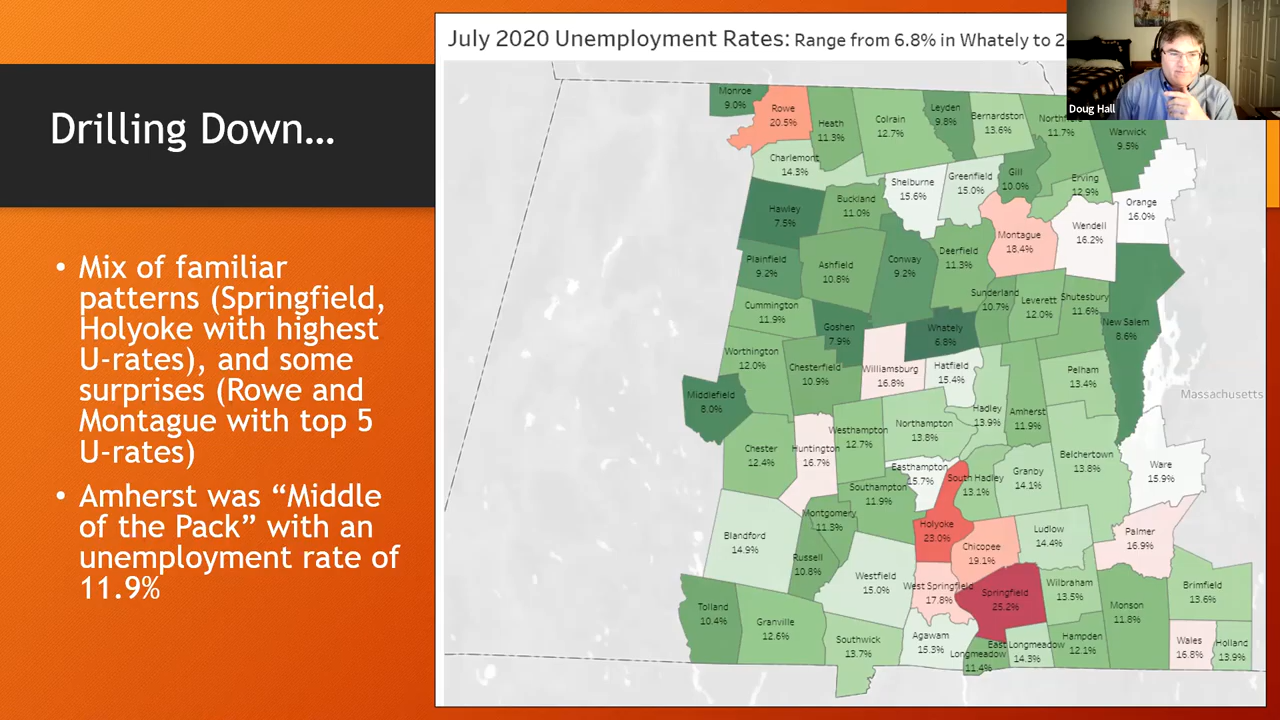 Drilling Down…
• Mix of familiar
patterns (Springfield,
Holyoke with highest
U-rates), and some
surprises (Rowe and
Montague with top 5
U-rates)
• Amherst was “Middle
of the Pack” with an
unemployment rate of
11.9%
July 2020 Unemployment Rates: Range from 6.8% in Whately to 2
Doug Hall
Monroe
9.0%
Rowe
20.5%
Heath
11.3%
Colrain
12.7%
Leyden
9.8%
Bernardston
13.6%
Northfi
11.7%
Warwick
9.5%
Charlemont
14.3%
Shelburne
15.6%
Greenfield
15.0%
Gill
10.0%
Erving
12.9%
Orange
16.0%
Hawley
7.5%
Buckland
11.0%
Montague
18.4%
Wendell
16.2%
Plainfield
9.2%
Ashfield
10.8%
Conway
9.2%
Deerfield
11.3%
Cummington
11.9%
Sunderland
10.7%
Leverett
12.0%
Shutesbury
11.6%
New Salem
8.6%
Goshen
7.9%
Whately
6.8%
Worthington
12.0%
Chesterfield
10.9%
Williamsburg
16.8%
Hatfield
15.4%
Pelham
13.4%
Massachusetts
Middlefield
8.0%
Hadley
13.9%
Amherst
11.9%
Chester
12.4%
Huntington
16.7%
Westhampton
12.7%
Northampton
13.8%
Belchertown
13.8%
Ware
15.9%
Easthampton
15.7%
South Hadley
13.1%
Granby
14.1%
Southampton
11.9%
Montgomery
11.3%
Blandford
14.9%
Holyoke
23.0%
Chicopee
19.1%
Ludlow
14.4%
Palmer
16.9%
Russell
10.8%
Westfield
15.0%
West Springfield
17.8%
Springfield
25.2%
Wilbraham
13.5%
Brimfield
13.6%
Tolland
10.4%
Granville
12.6%
Southwick
13.7%
Agawam
15.3%
Longmeadow
11.4%
East Longmeadow
14.3%
Hampden
12.1%
Monson
11.8%
Wales
16.8%
Holland
13.9%